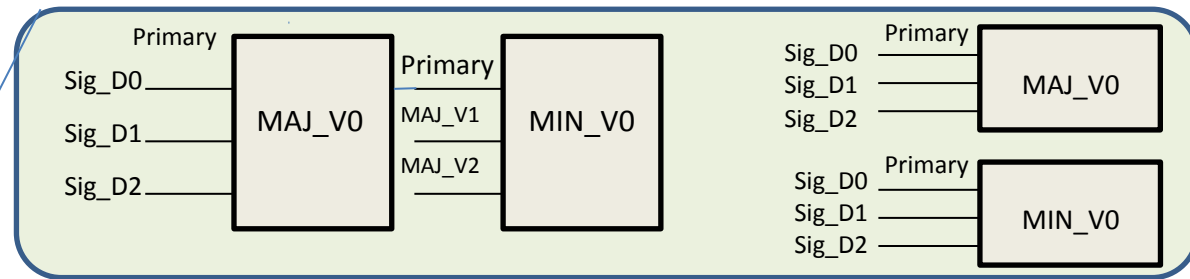 Primary
Sig_D0
Sig_D1
Sig_D2
MAJ_V0
Primary
MAJ_V1
MAJ_V2
MIN_V0
Primary
Sig_D0
Sig_D1
Sig_D2
MAJ_V0
Primary
Sig_D0
Sig_D1
Sig_D2
MIN_V0